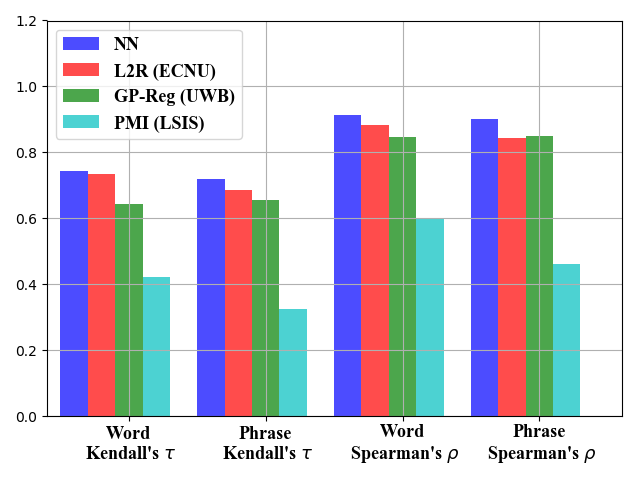 1.2
1.0
0.8
0.6
0.4
0.2
0.0
NN
L2R (ECNU)
GP-Reg (UWB)
PMI (LSIS)
Word
Kendall's τ
Phrase
Kendall's τ
Word
Spearman's ρ
Phrase
Spearman's ρ